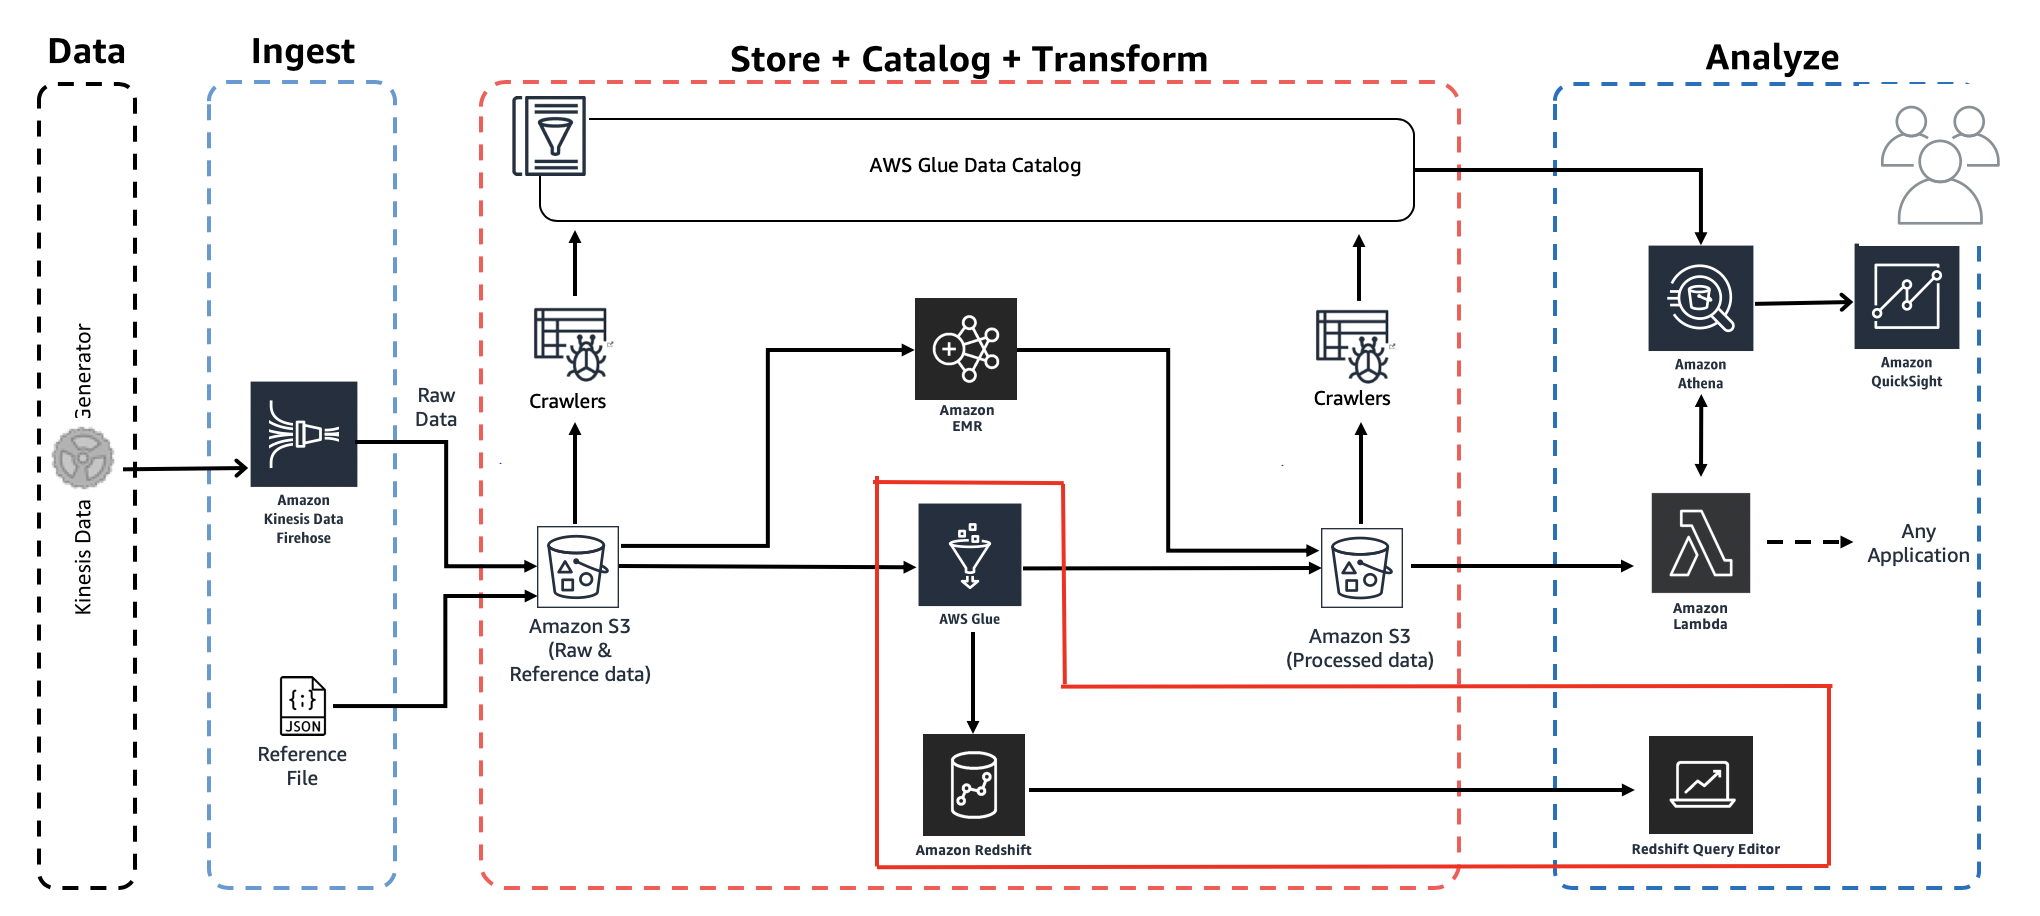 Data
Ingest
Store + Catalog + Transform
Analyze
Kinesis Data Generator
Amazon
Kinesis Data
Firehose
Raw
Data
{;}
JSON
Reference
File
AWS Glue Data Catalog
Crawlers
Crawlers
Amazon
EMR
Amazon S3
(Raw &
Reference data)
AWS Glue
Amazon S3
(Processed data)
Amazon Redshift
Amazon
Athena
Amazon
QuickSight
Amazon
Lambda
Any
Application
Redshift Query Editor